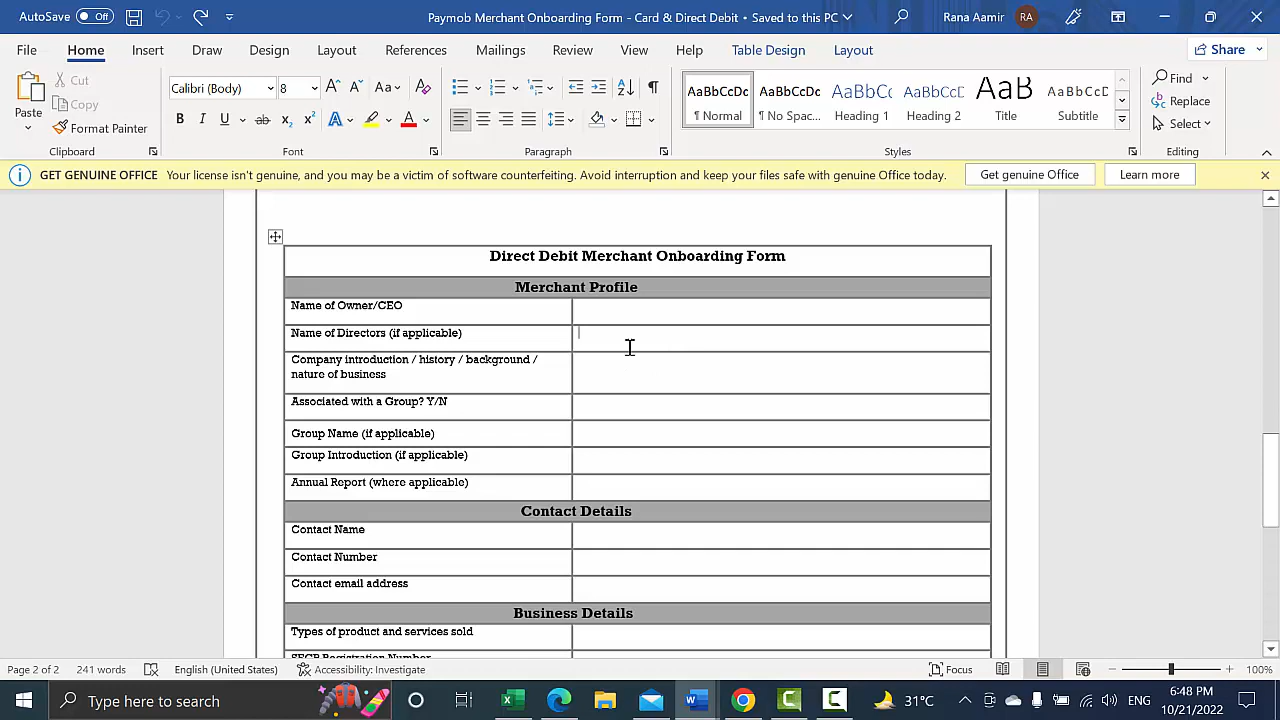 AutoSave Off Paymob Merchant Onboarding Form - Card & Direct Debit • Saved to this PC Rana Aamir RA
File Home Insert Draw Design Layout References Mailings Review View Help Table Design Layout Share
Paste Cut Copy Format Painter
Clipboard
Calibri (Body) 8
Font
Paragraph
AaBbCcDc ¶ Normal
AaBbCcDc ¶ No Spac...
AaBbCc Heading 1
AaBbCcD Heading 2
AaB Title
AaBbCcD Subtitle
Styles
Find
Replace
Select
Editing
GET GENUINE OFFICE Your license isn't genuine, and you may be a victim of software counterfeiting. Avoid interruption and keep your files safe with genuine Office today. Get genuine Office Learn more
Direct Debit Merchant Onboarding Form
Merchant Profile
Name of Owner/CEO
Name of Directors (if applicable)
Company introduction / history / background /
nature of business
Associated with a Group? Y/N
Group Name (if applicable)
Group Introduction (if applicable)
Annual Report (where applicable)
Contact Details
Contact Name
Contact Number
Contact email address
Business Details
Types of product and services sold
SECP Registration Number
Page 2 of 2 241 words English (United States) Accessibility: Investigate Focus 100%
Type here to search 31°C ENG 6:48 PM
10/21/2022